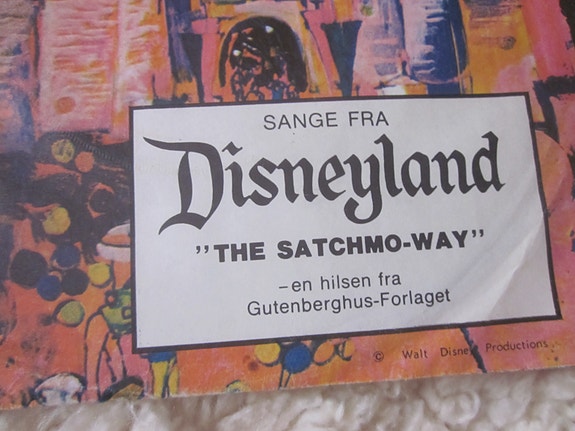 SANGE FRA
Disneyland
"THE SATCHMO-WAY"
– en hilsen fra
Gutenberghus-Forlaget
© Walt Disney Productions